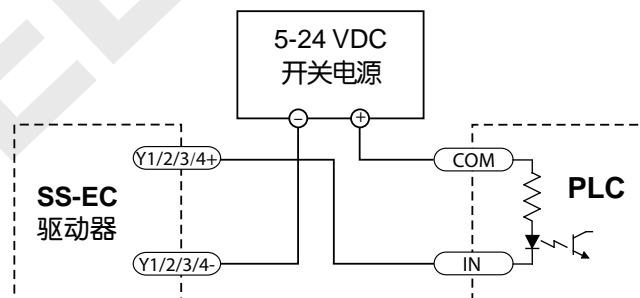 5-24 VDC
开关电源
− +
Y1/2/3/4+
COM
SS-EC
驱动器
PLC
Y1/2/3/4-
IN